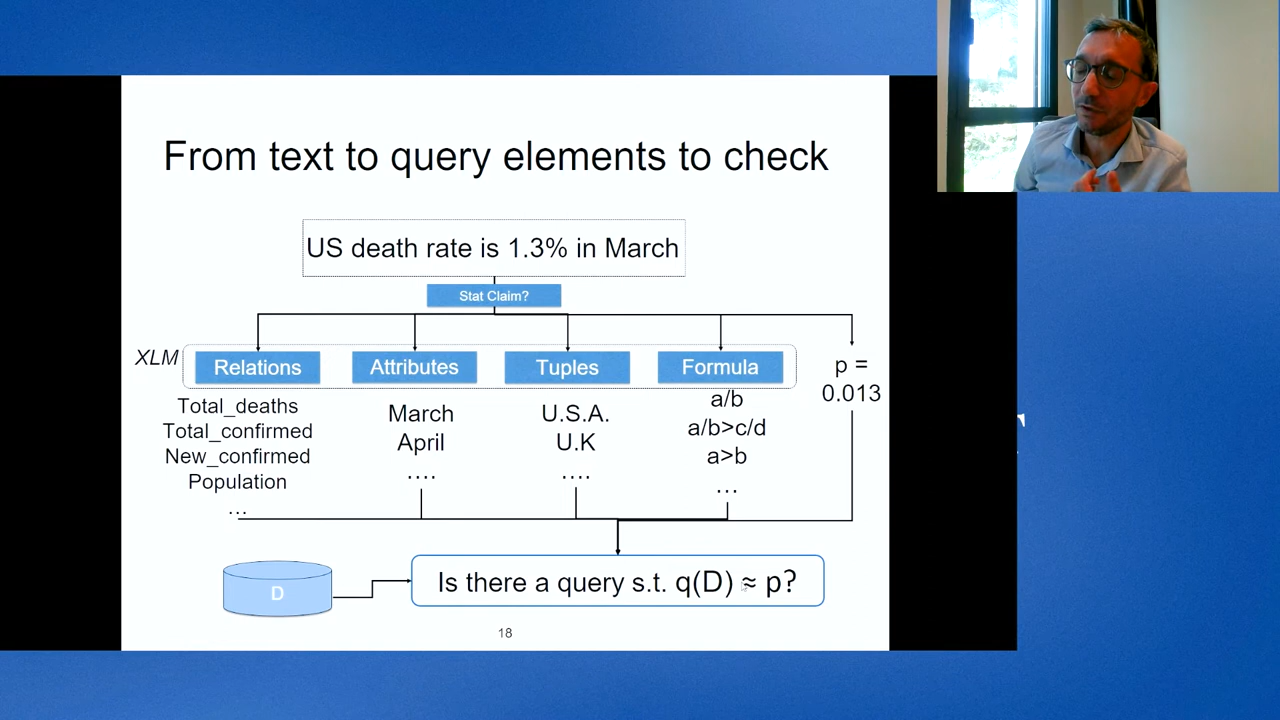 From text to query elements to check
US death rate is 1.3% in March
Stat Claim?
XLM
Relations
Attributes
Tuples
Formula
p =
0.013
Total_deaths
Total_confirmed
New_confirmed
Population
...
March
April
....
U.S.A.
U.K
....
a/b
a/b>c/d
a>b
...
D
Is there a query s.t. q(D) ≈ p?
18